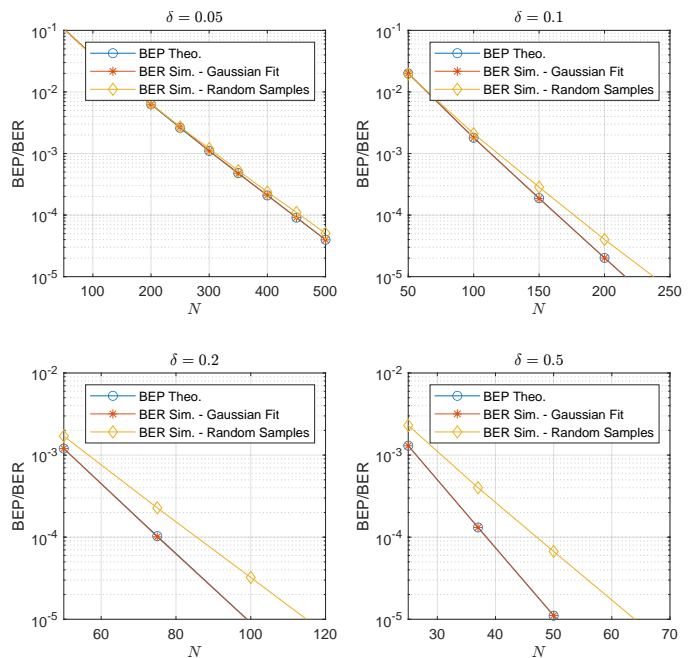 δ = 0.05
10^-1
10^-2
10^-3
10^-4
10^-5
BEP/BER
BEP Theo.
BER Sim. - Gaussian Fit
BER Sim. - Random Samples
100 200 300 400 500
N
δ = 0.1
10^-1
10^-2
10^-3
10^-4
10^-5
BEP/BER
BEP Theo.
BER Sim. - Gaussian Fit
BER Sim. - Random Samples
50 100 150 200 250
N
δ = 0.2
10^-2
10^-3
10^-4
10^-5
BEP/BER
BEP Theo.
BER Sim. - Gaussian Fit
BER Sim. - Random Samples
60 80 100 120
N
δ = 0.5
10^-2
10^-3
10^-4
10^-5
BEP/BER
BEP Theo.
BER Sim. - Gaussian Fit
BER Sim. - Random Samples
30 40 50 60 70
N